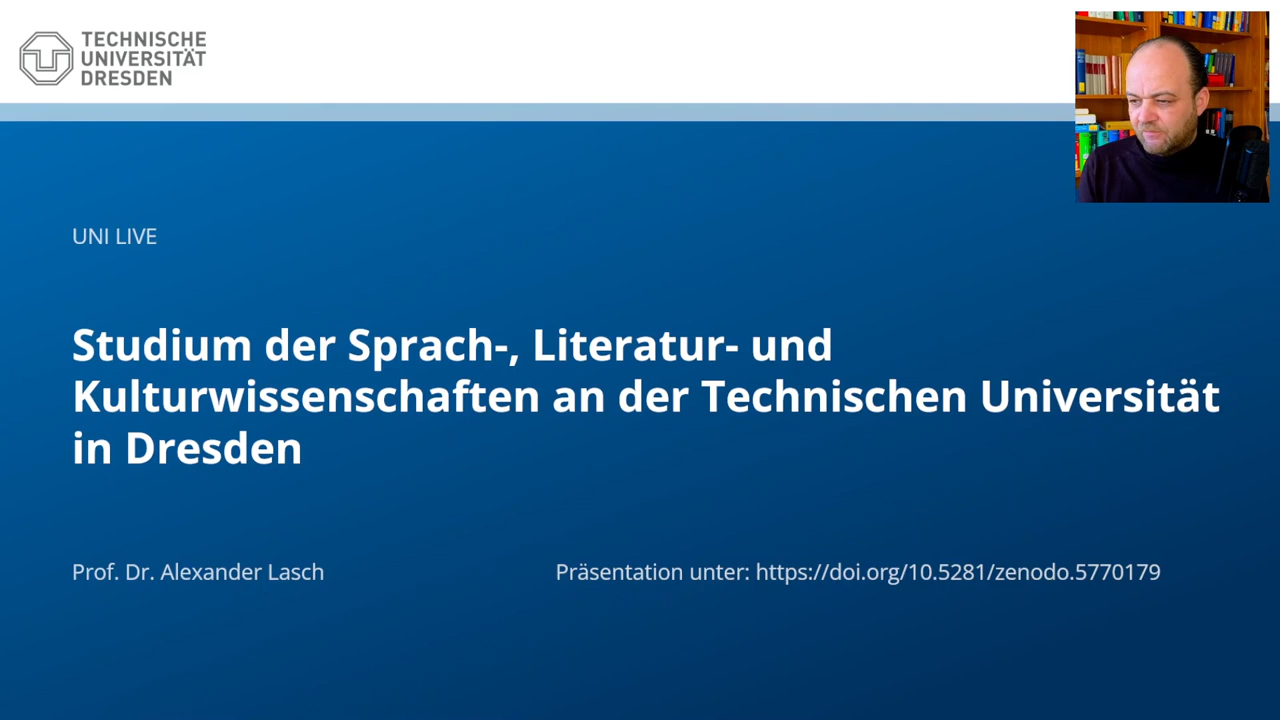 TECHNISCHE
UNIVERSITÄT
DRESDEN
UNI LIVE
Studium der Sprach-, Literatur- und
Kulturwissenschaften an der Technischen Universität
in Dresden
Prof. Dr. Alexander Lasch
Präsentation unter: https://doi.org/10.5281/zenodo.5770179